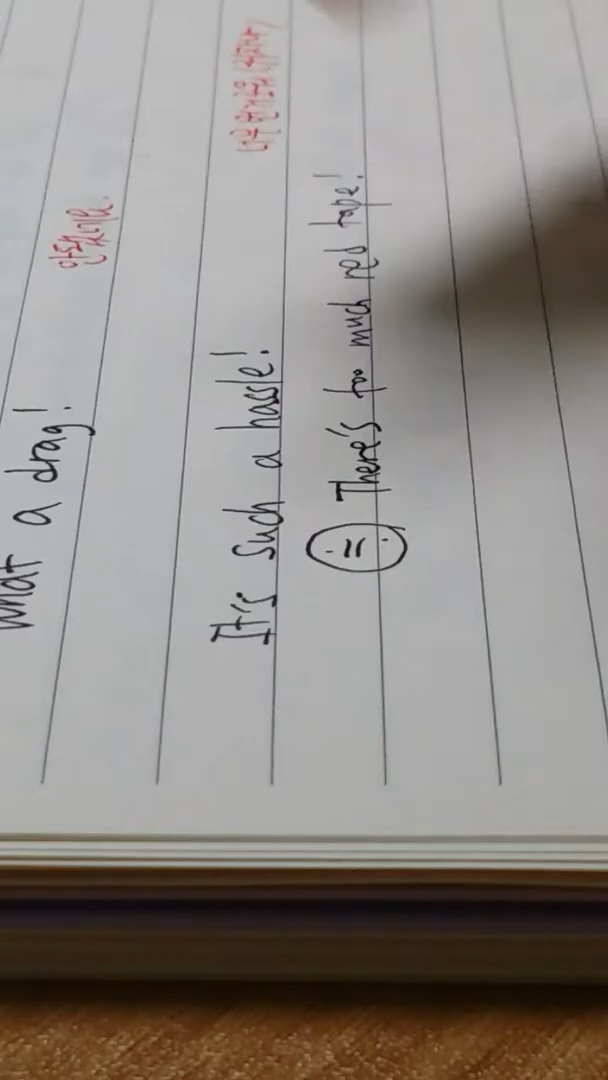 What a drag!
It's such a hassle!
≒ There's too much red tape!